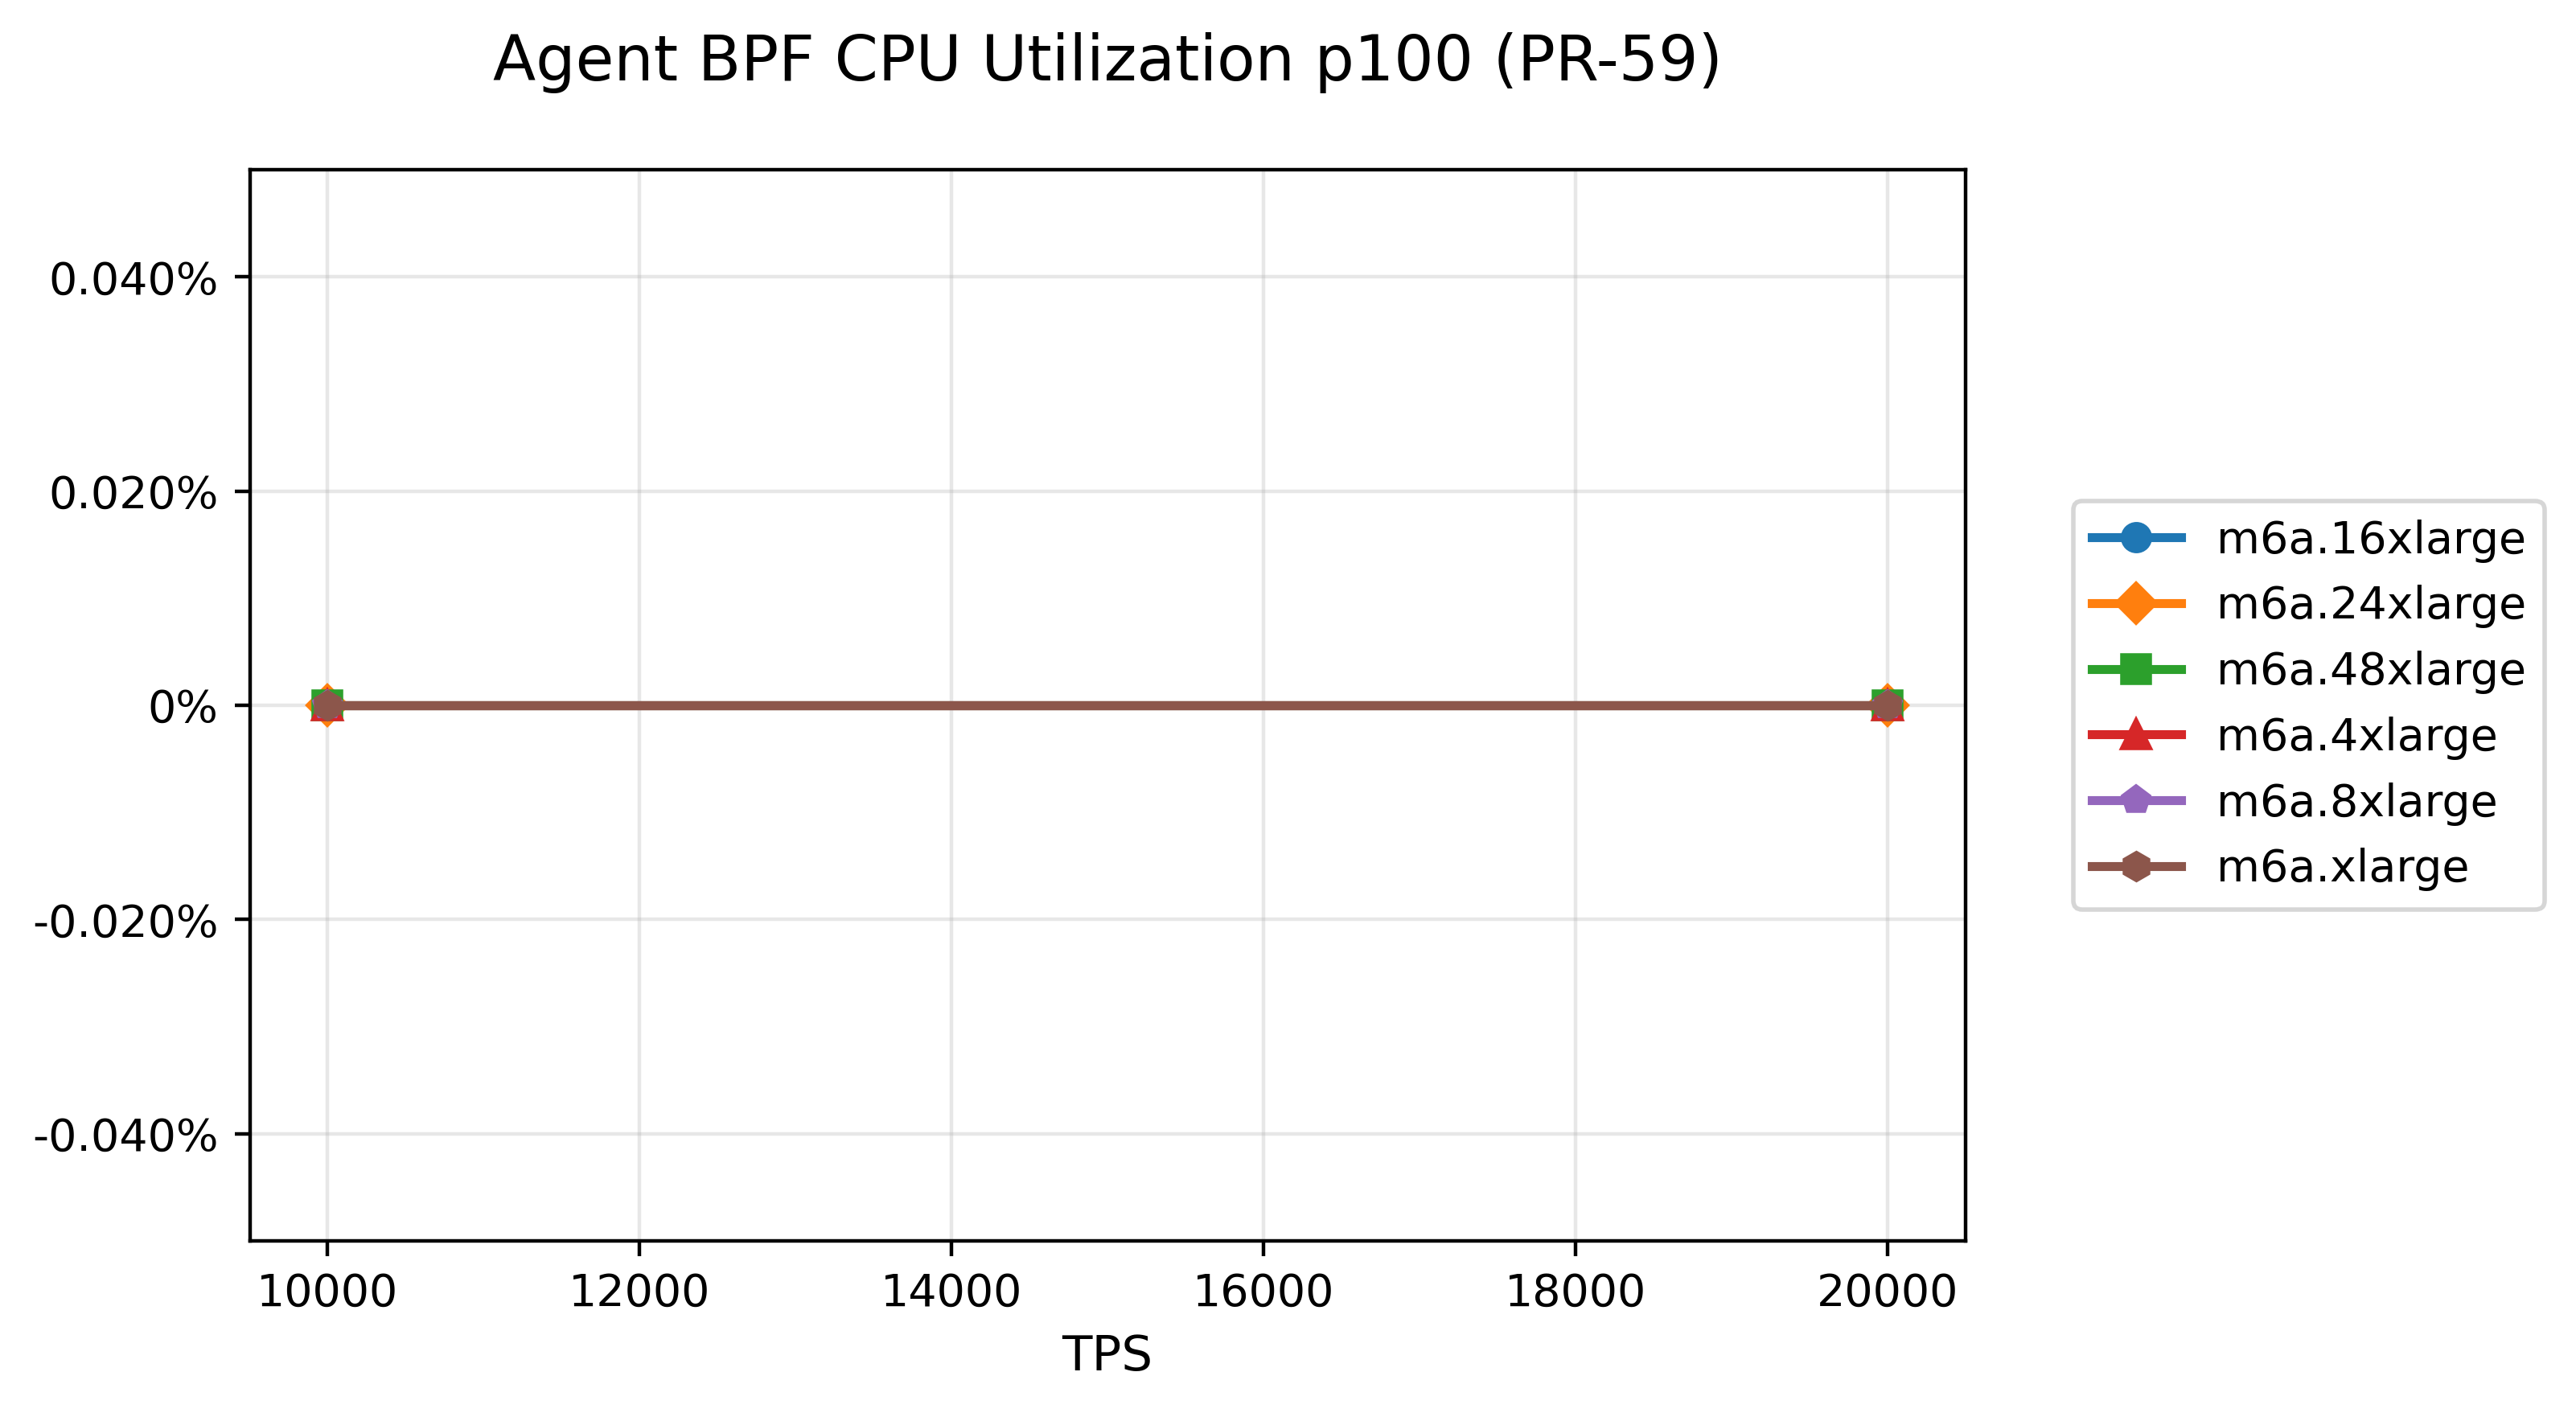 Agent BPF CPU Utilization p100 (PR-59)
0.040%
0.020%
0%
-0.020%
-0.040%
10000 12000 14000 16000 18000 20000
TPS
m6a.16xlarge
m6a.24xlarge
m6a.48xlarge
m6a.4xlarge
m6a.8xlarge
m6a.xlarge